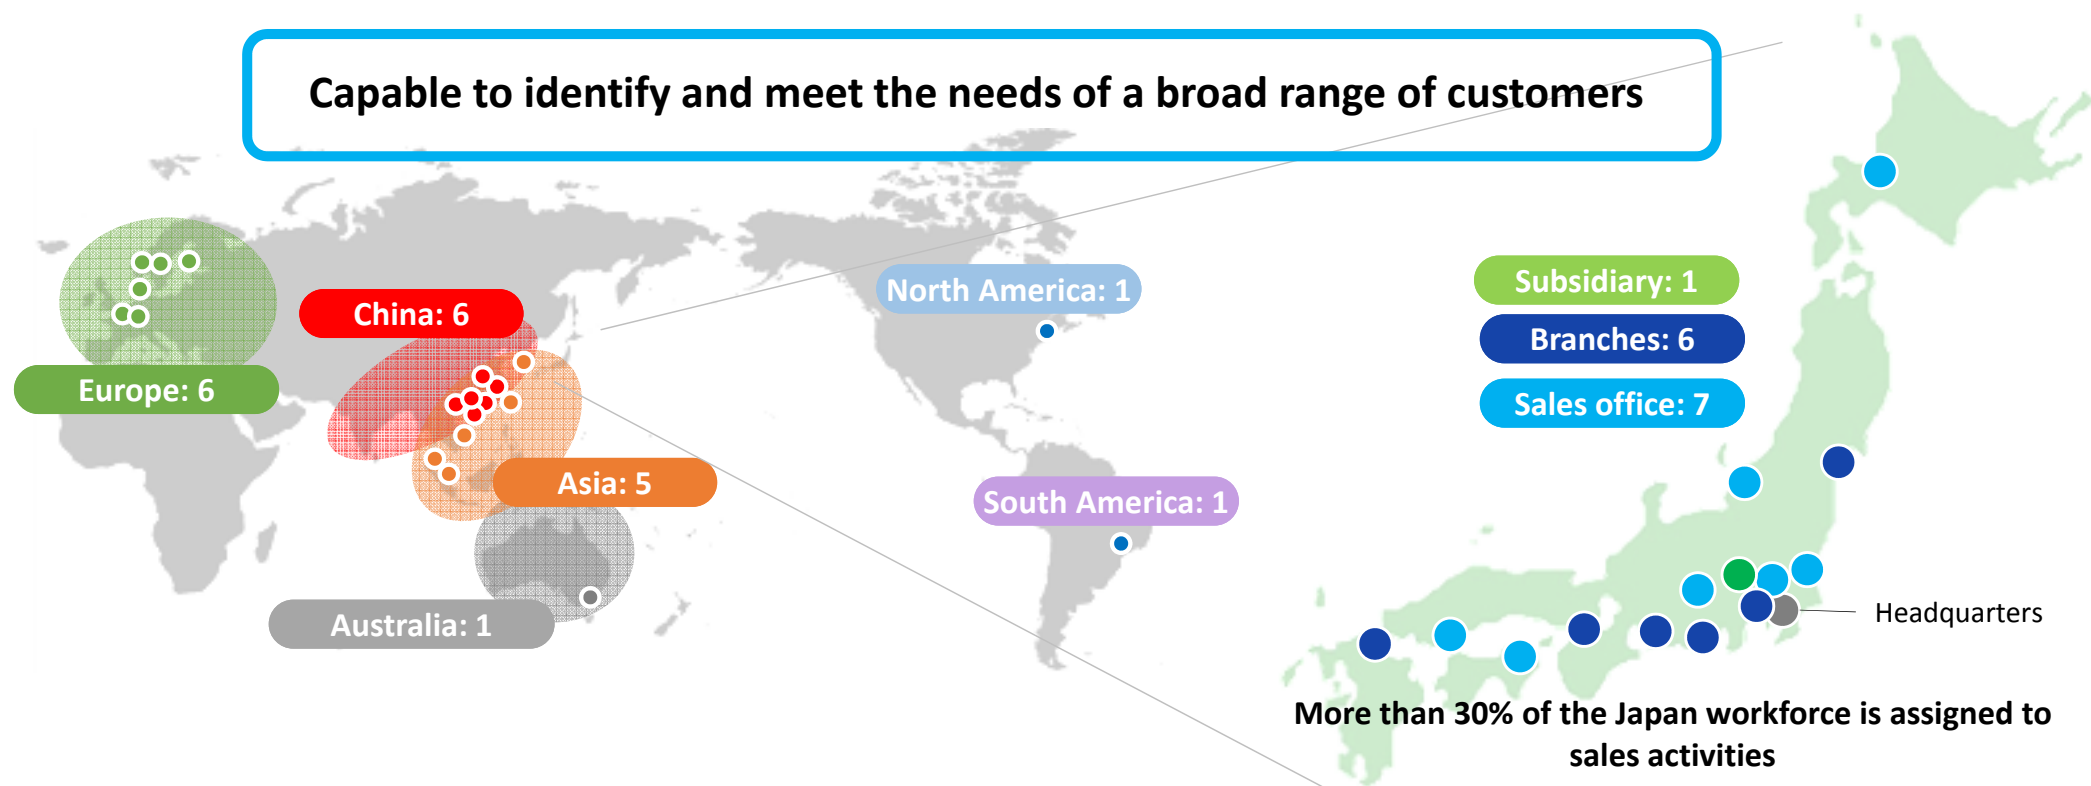 Capable to identify and meet the needs of a broad range of customers
North America: 1
Subsidiary: 1
China: 6
Branches: 6
Europe: 6
Sales office: 7
Asia: 5
South America: 1
Australia: 1
Headquarters
More than 30% of the Japan workforce is assigned to
sales activities